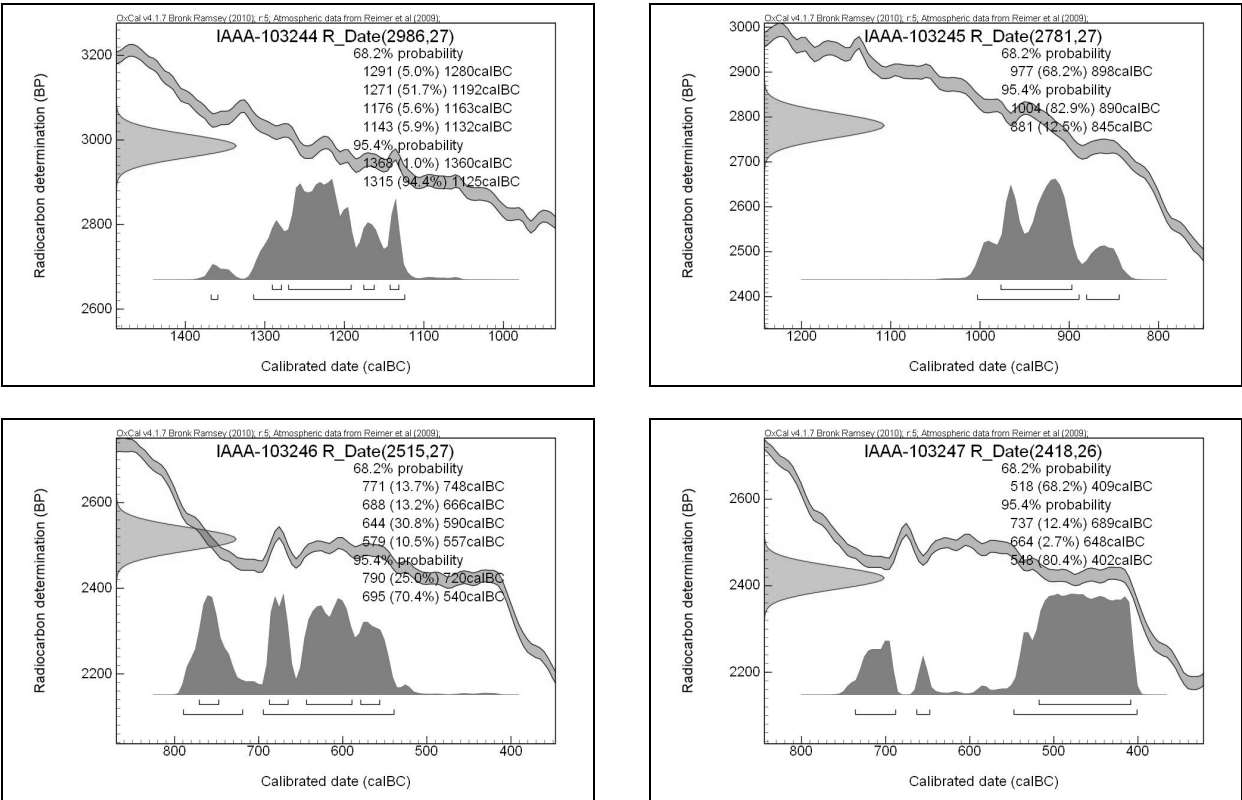 OxCal v4.1.7 Bronk Ramsey (2010); r:5; Atmospheric data from Reimer et al (2009);
IAAA-103244 R_Date(2986,27)
68.2% probability
1291 (5.0%) 1280calBC
1271 (51.7%) 1192calBC
1176 (5.6%) 1163calBC
1143 (5.9%) 1132calBC
95.4% probability
1368 (1.0%) 1360calBC
1315 (94.4%) 1125calBC
Radiocarbon determination (BP)
3200
3000
2800
2600
1400 1300 1200 1100 1000
Calibrated date (calBC)
OxCal v4.1.7 Bronk Ramsey (2010); r:5; Atmospheric data from Reimer et al (2009);
IAAA-103245 R_Date(2781,27)
68.2% probability
977 (68.2%) 898calBC
95.4% probability
1004 (82.9%) 890calBC
881 (12.5%) 845calBC
Radiocarbon determination (BP)
3000
2900
2800
2700
2600
2500
2400
1200 1100 1000 900 800
Calibrated date (calBC)
OxCal v4.1.7 Bronk Ramsey (2010); r:5; Atmospheric data from Reimer et al (2009);
IAAA-103246 R_Date(2515,27)
68.2% probability
771 (13.7%) 748calBC
688 (13.2%) 666calBC
644 (30.8%) 590calBC
579 (10.5%) 557calBC
95.4% probability
790 (25.0%) 720calBC
695 (70.4%) 540calBC
Radiocarbon determination (BP)
2600
2400
2200
800 700 600 500 400
Calibrated date (calBC)
OxCal v4.1.7 Bronk Ramsey (2010); r:5; Atmospheric data from Reimer et al (2009);
IAAA-103247 R_Date(2418,26)
68.2% probability
518 (68.2%) 409calBC
95.4% probability
737 (12.4%) 689calBC
664 (2.7%) 648calBC
548 (80.4%) 402calBC
Radiocarbon determination (BP)
2600
2400
2200
800 700 600 500 400
Calibrated date (calBC)